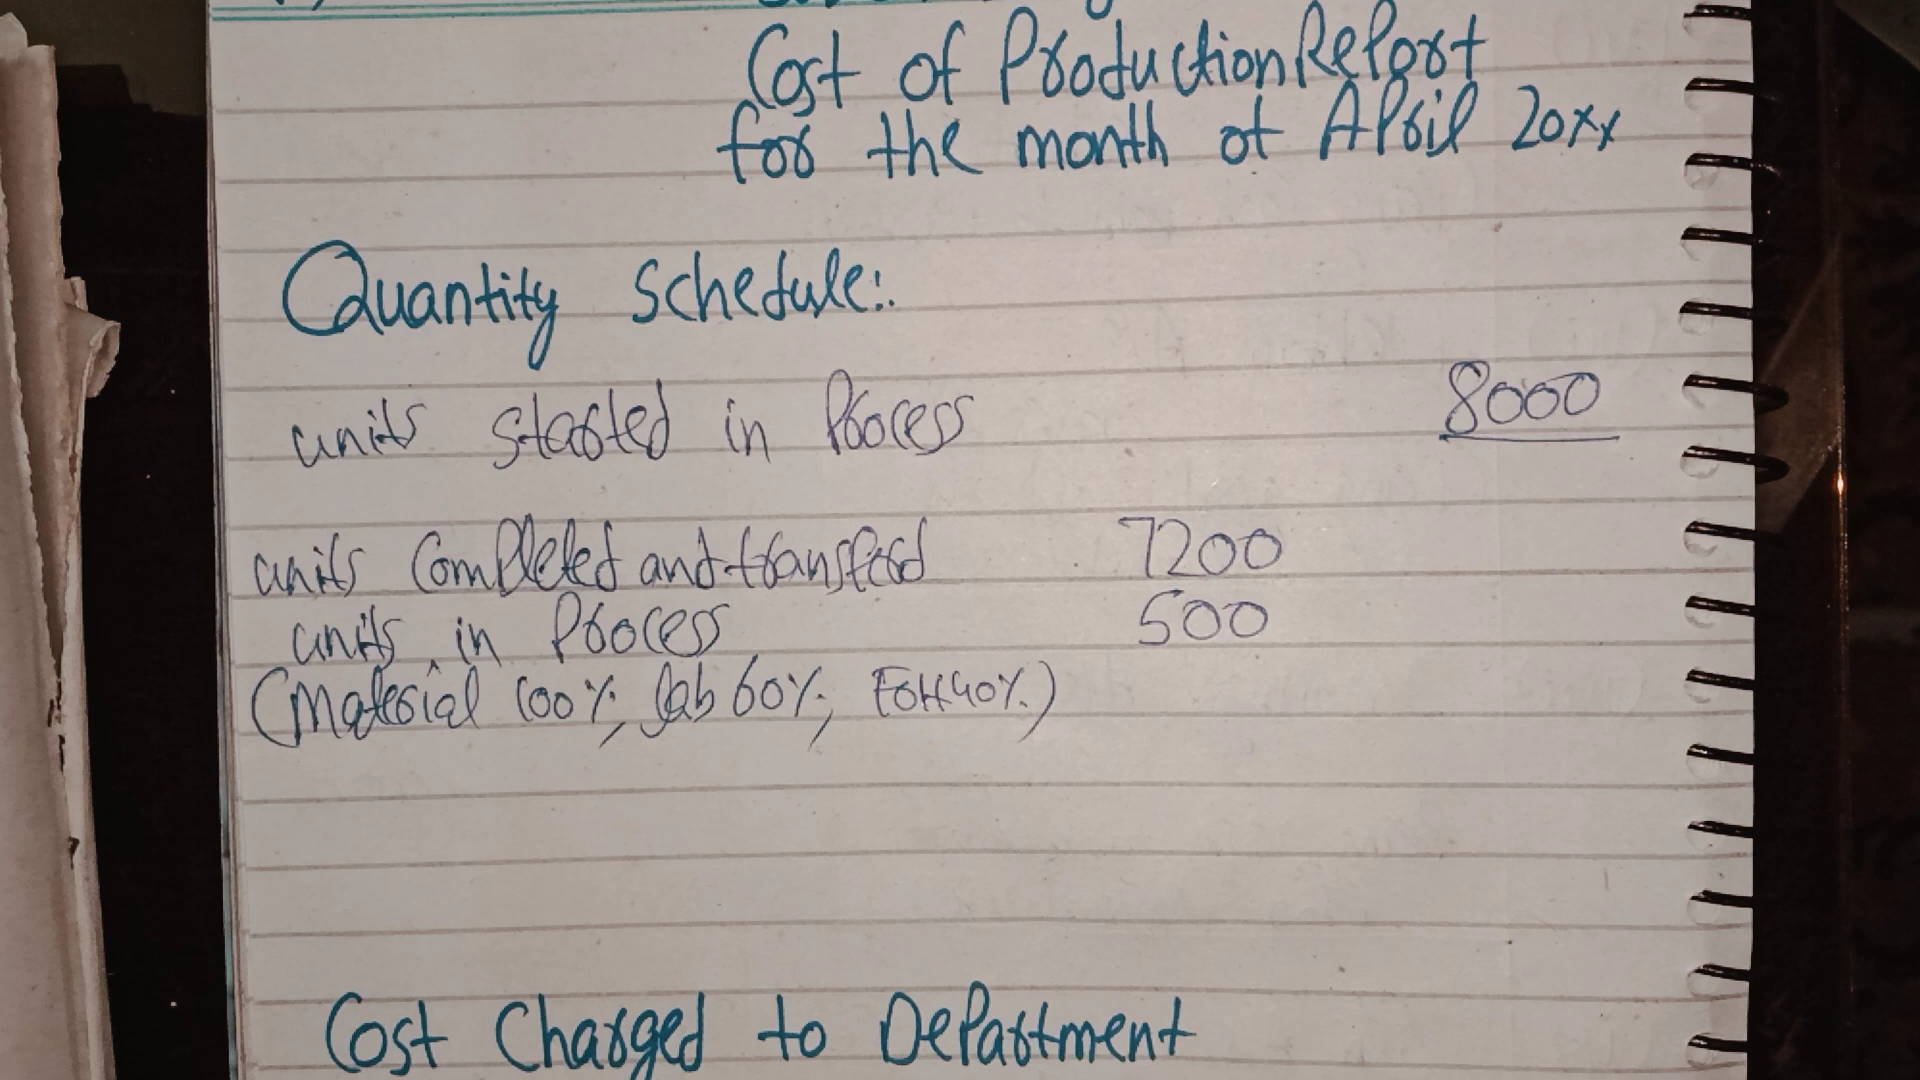 Cost of Production Report
for the month of April 20xx
Quantity Schedule:
units started in Process 8000
units Completed and transferd 7200
units in Process 500
(Material 100%, lab 60%, FOH 40%)
Cost Charged to Department